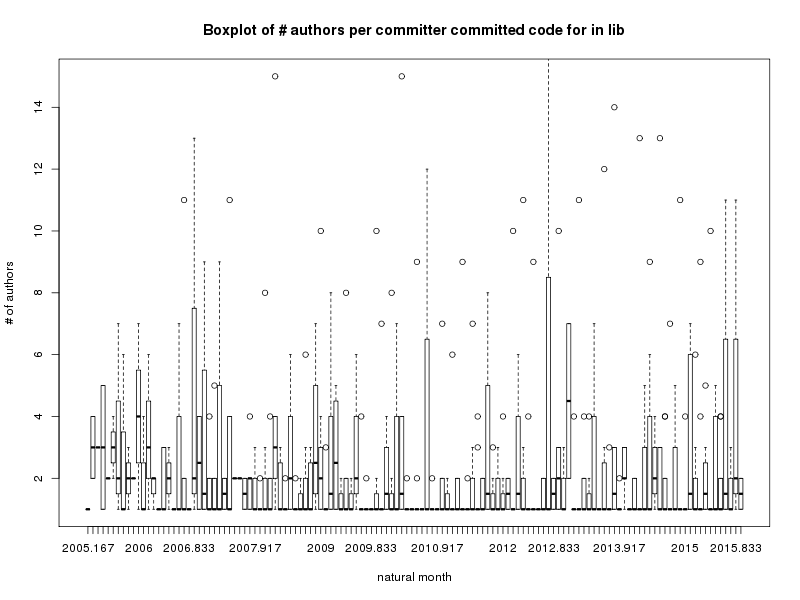 Boxplot of # authors per committer committed code for in lib
# of authors
14
12
10
8
6
4
2
2005.167 2006 2006.833 2007.917 2009 2009.833 2010.917 2012 2012.833 2013.917 2015 2015.833
natural month